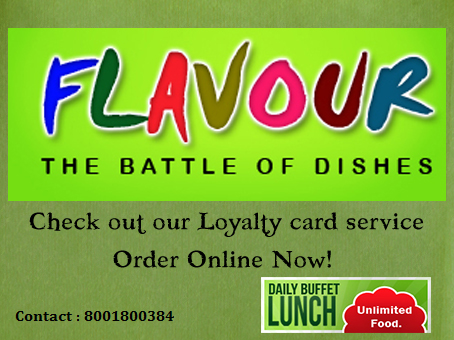 FLAVOUR
THE BATTLE OF DISHES
Check out our Loyalty card service
Order Online Now!
DAILY BUFFET
LUNCH
Unlimited
Food.
Contact : 8001800384